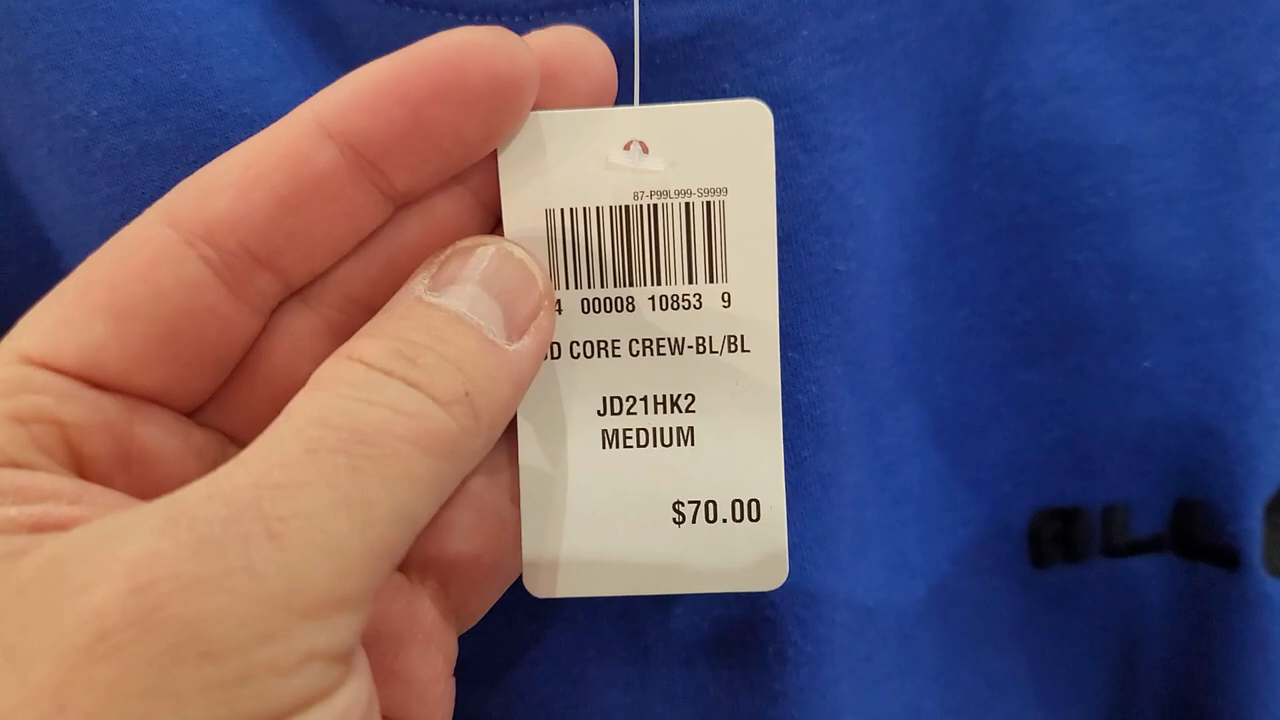 87-P99L999-S9999
4 00008 10853 9
D CORE CREW-BL/BL
JD21HK2
MEDIUM
$70.00